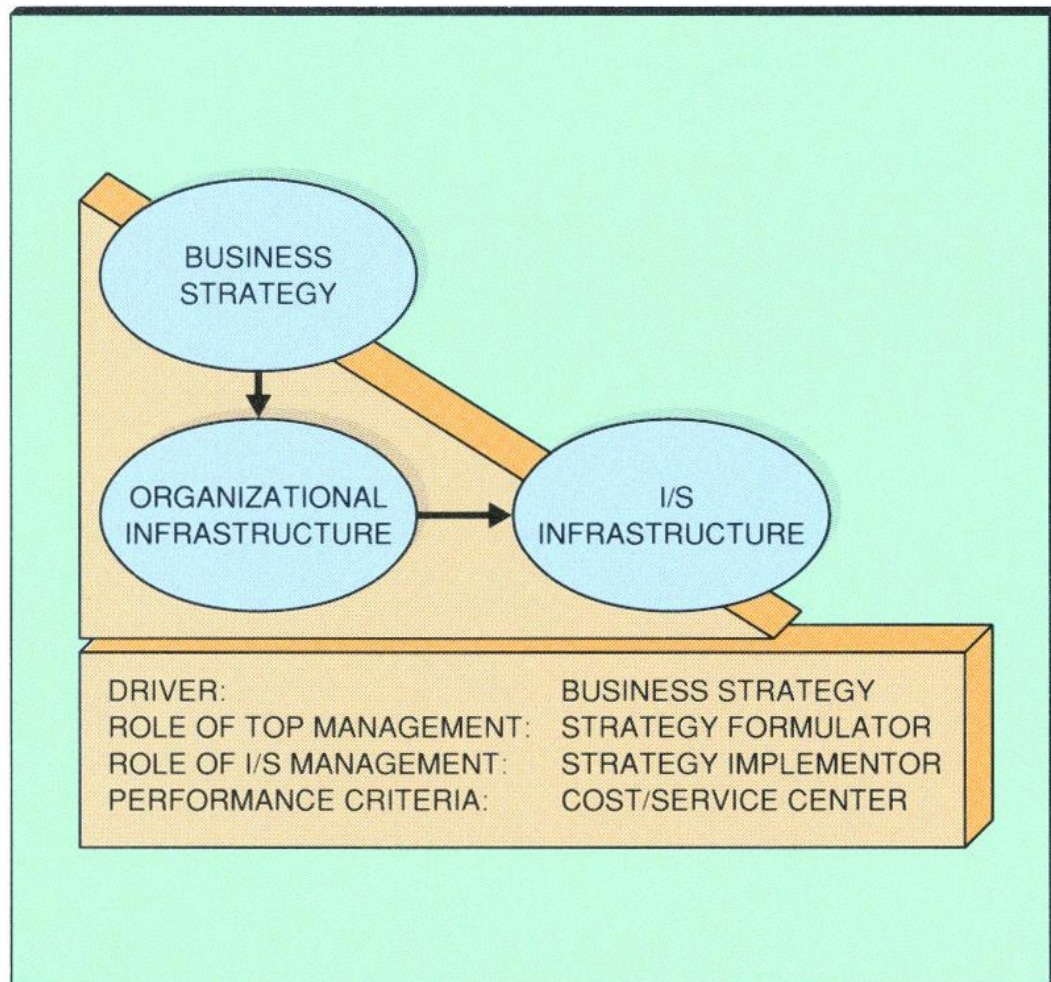 BUSINESS
STRATEGY
ORGANIZATIONAL
INFRASTRUCTURE
I/S
INFRASTRUCTURE
DRIVER: BUSINESS STRATEGY
ROLE OF TOP MANAGEMENT: STRATEGY FORMULATOR
ROLE OF I/S MANAGEMENT: STRATEGY IMPLEMENTOR
PERFORMANCE CRITERIA: COST/SERVICE CENTER